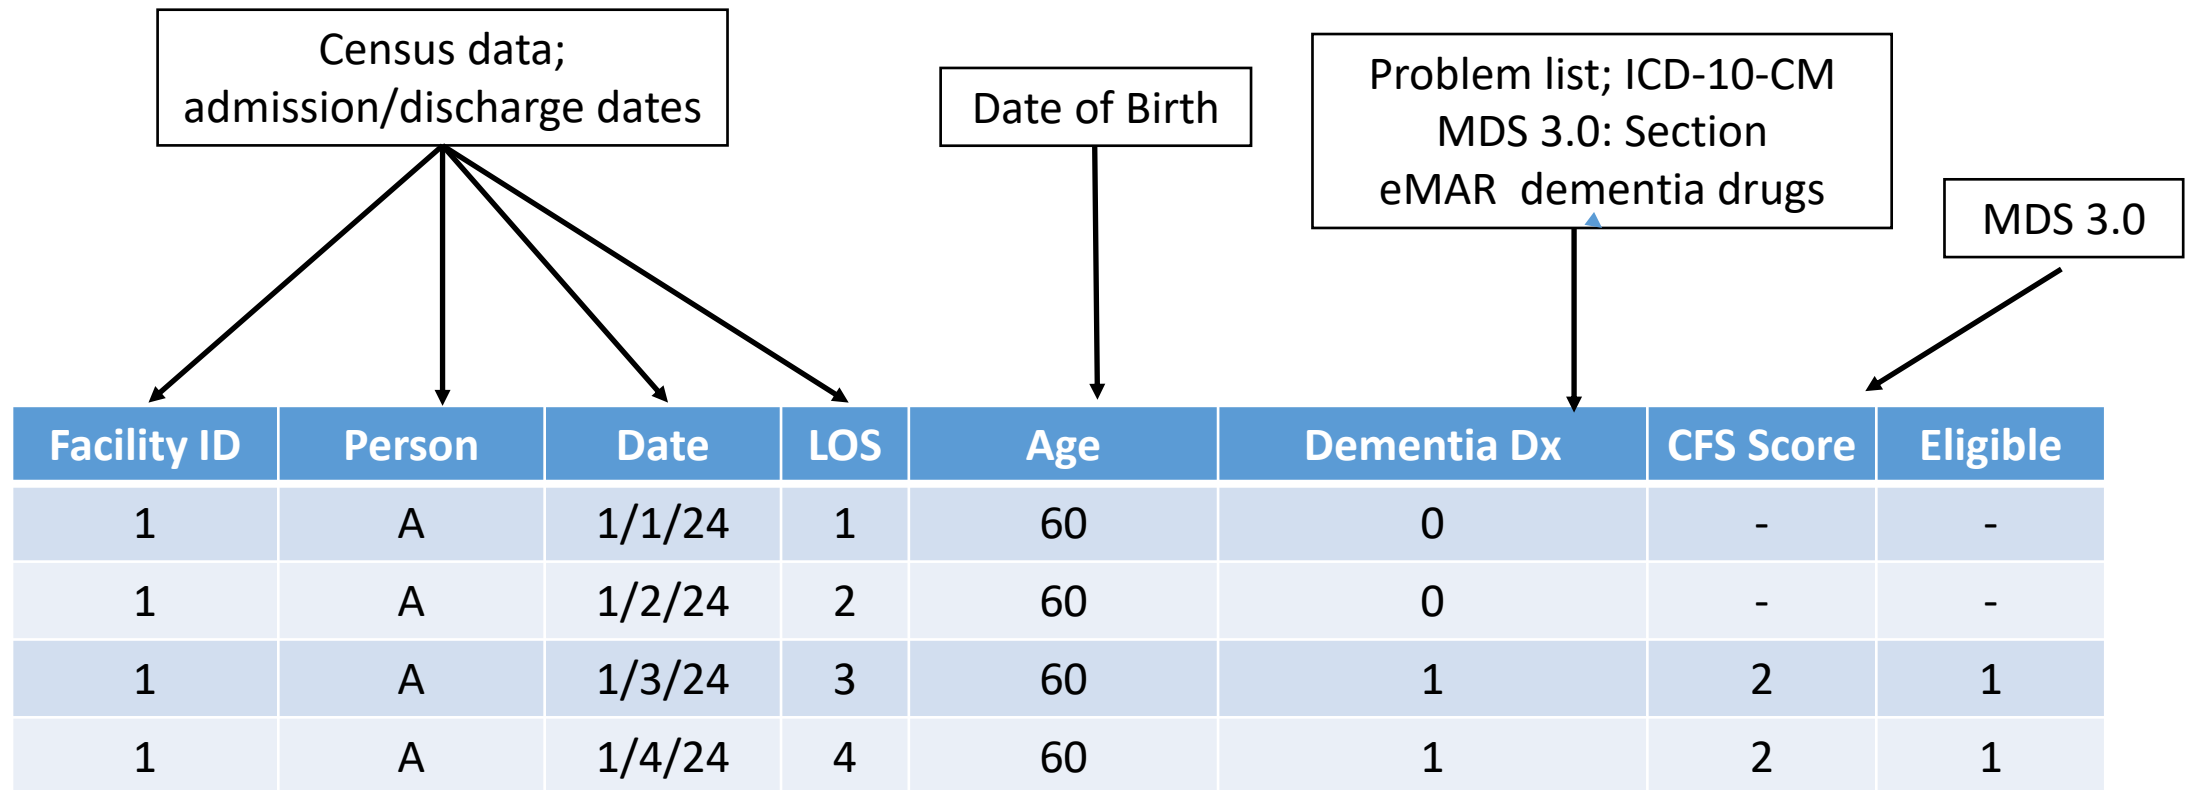 Census data;
admission/discharge dates
Date of Birth
Problem list; ICD-10-CM
MDS 3.0: Section
eMAR  dementia drugs
MDS 3.0
Facility ID Person Date LOS Age Dementia Dx CFS Score Eligible
1 A 1/1/24 1 60 0 - -
1 A 1/2/24 2 60 0 - -
1 A 1/3/24 3 60 1 2 1
1 A 1/4/24 4 60 1 2 1